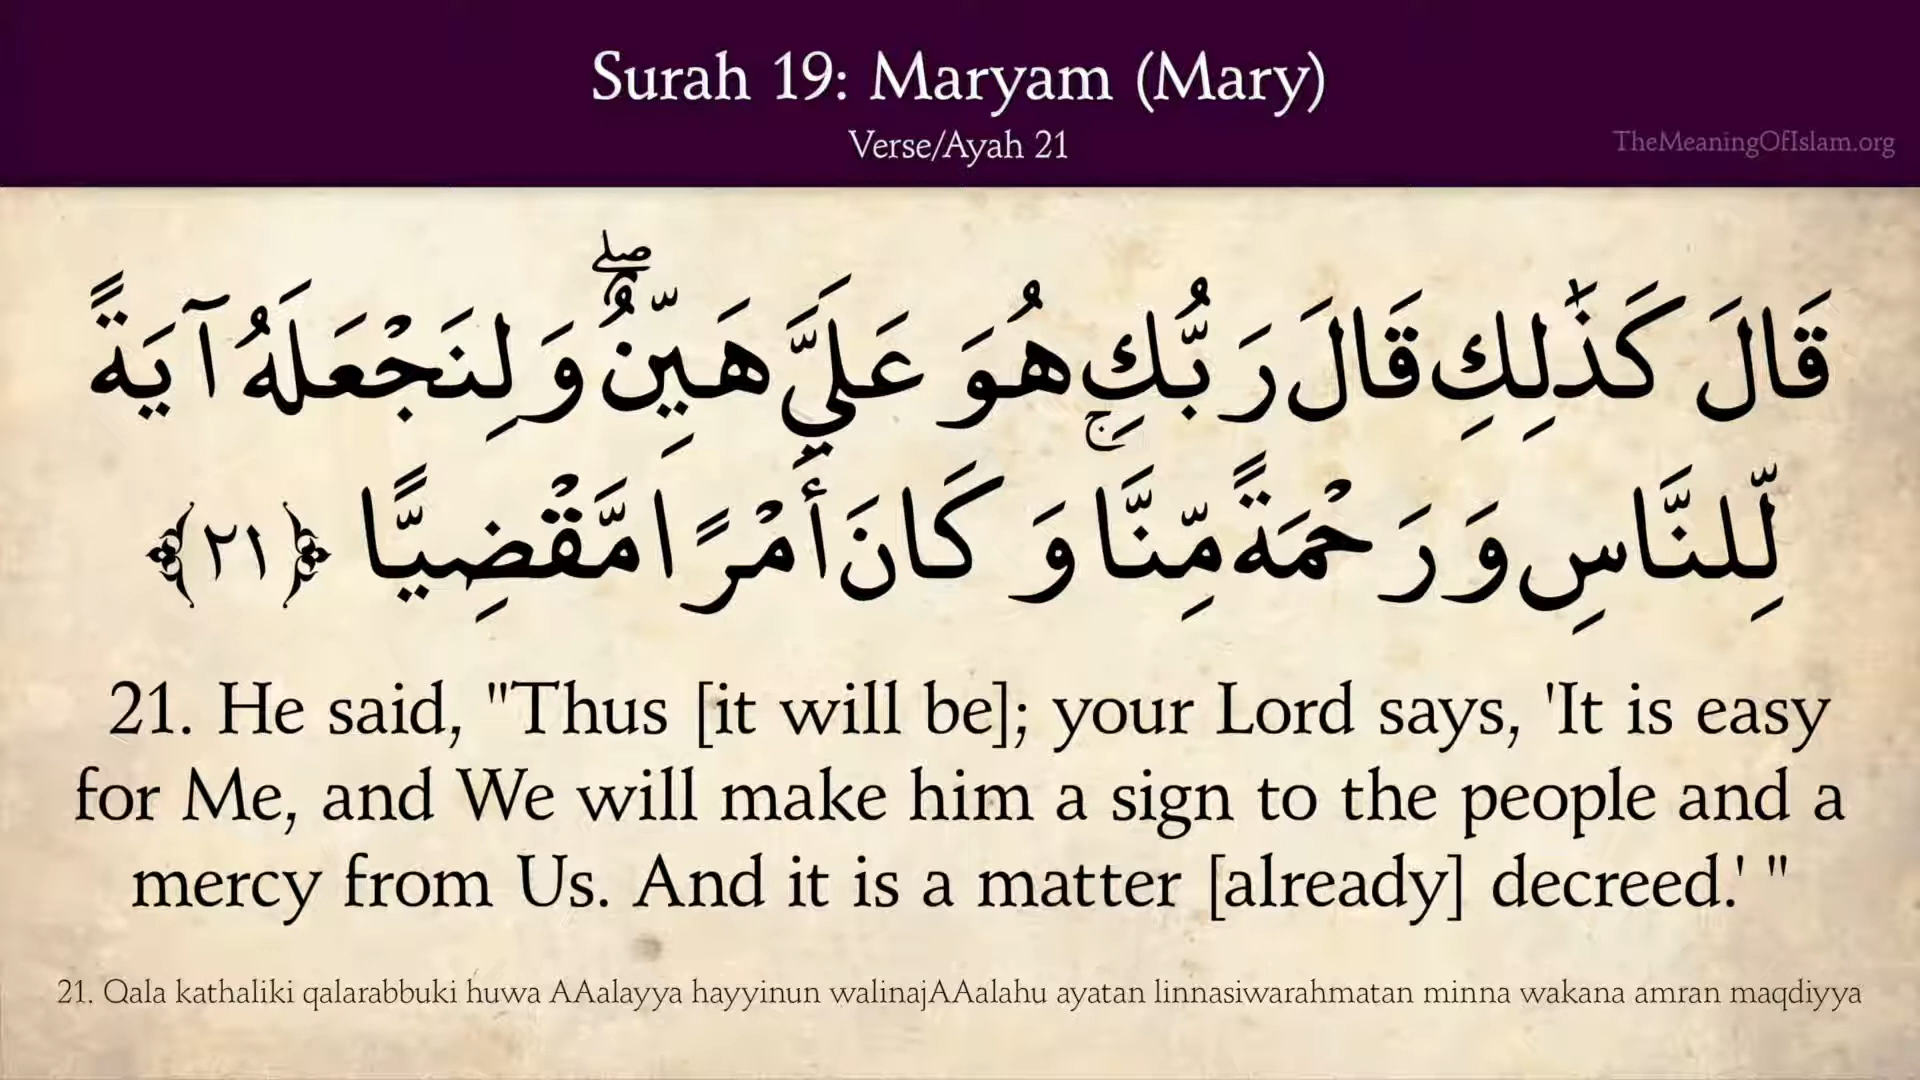 Surah 19: Maryam (Mary)
Verse/Ayah 21
TheMeaningOfIslam.org
قَالَ كَذَٰلِكِ قَالَ رَبُّكِ هُوَ عَلَيَّ هَيِّنٌ ۖ وَلِنَجْعَلَهُ آيَةً
لِّلنَّاسِ وَرَحْمَةً مِّنَّا ۚ وَكَانَ أَمْرًا مَّقْضِيًّا ﴿٢١﴾
21. He said, "Thus [it will be]; your Lord says, 'It is easy
for Me, and We will make him a sign to the people and a
mercy from Us. And it is a matter [already] decreed.' "
21. Qala kathaliki qalarabbuki huwa AAalayya hayyinun walinajAAalahu ayatan linnasiwarahmatan minna wakana amran maqdiyya